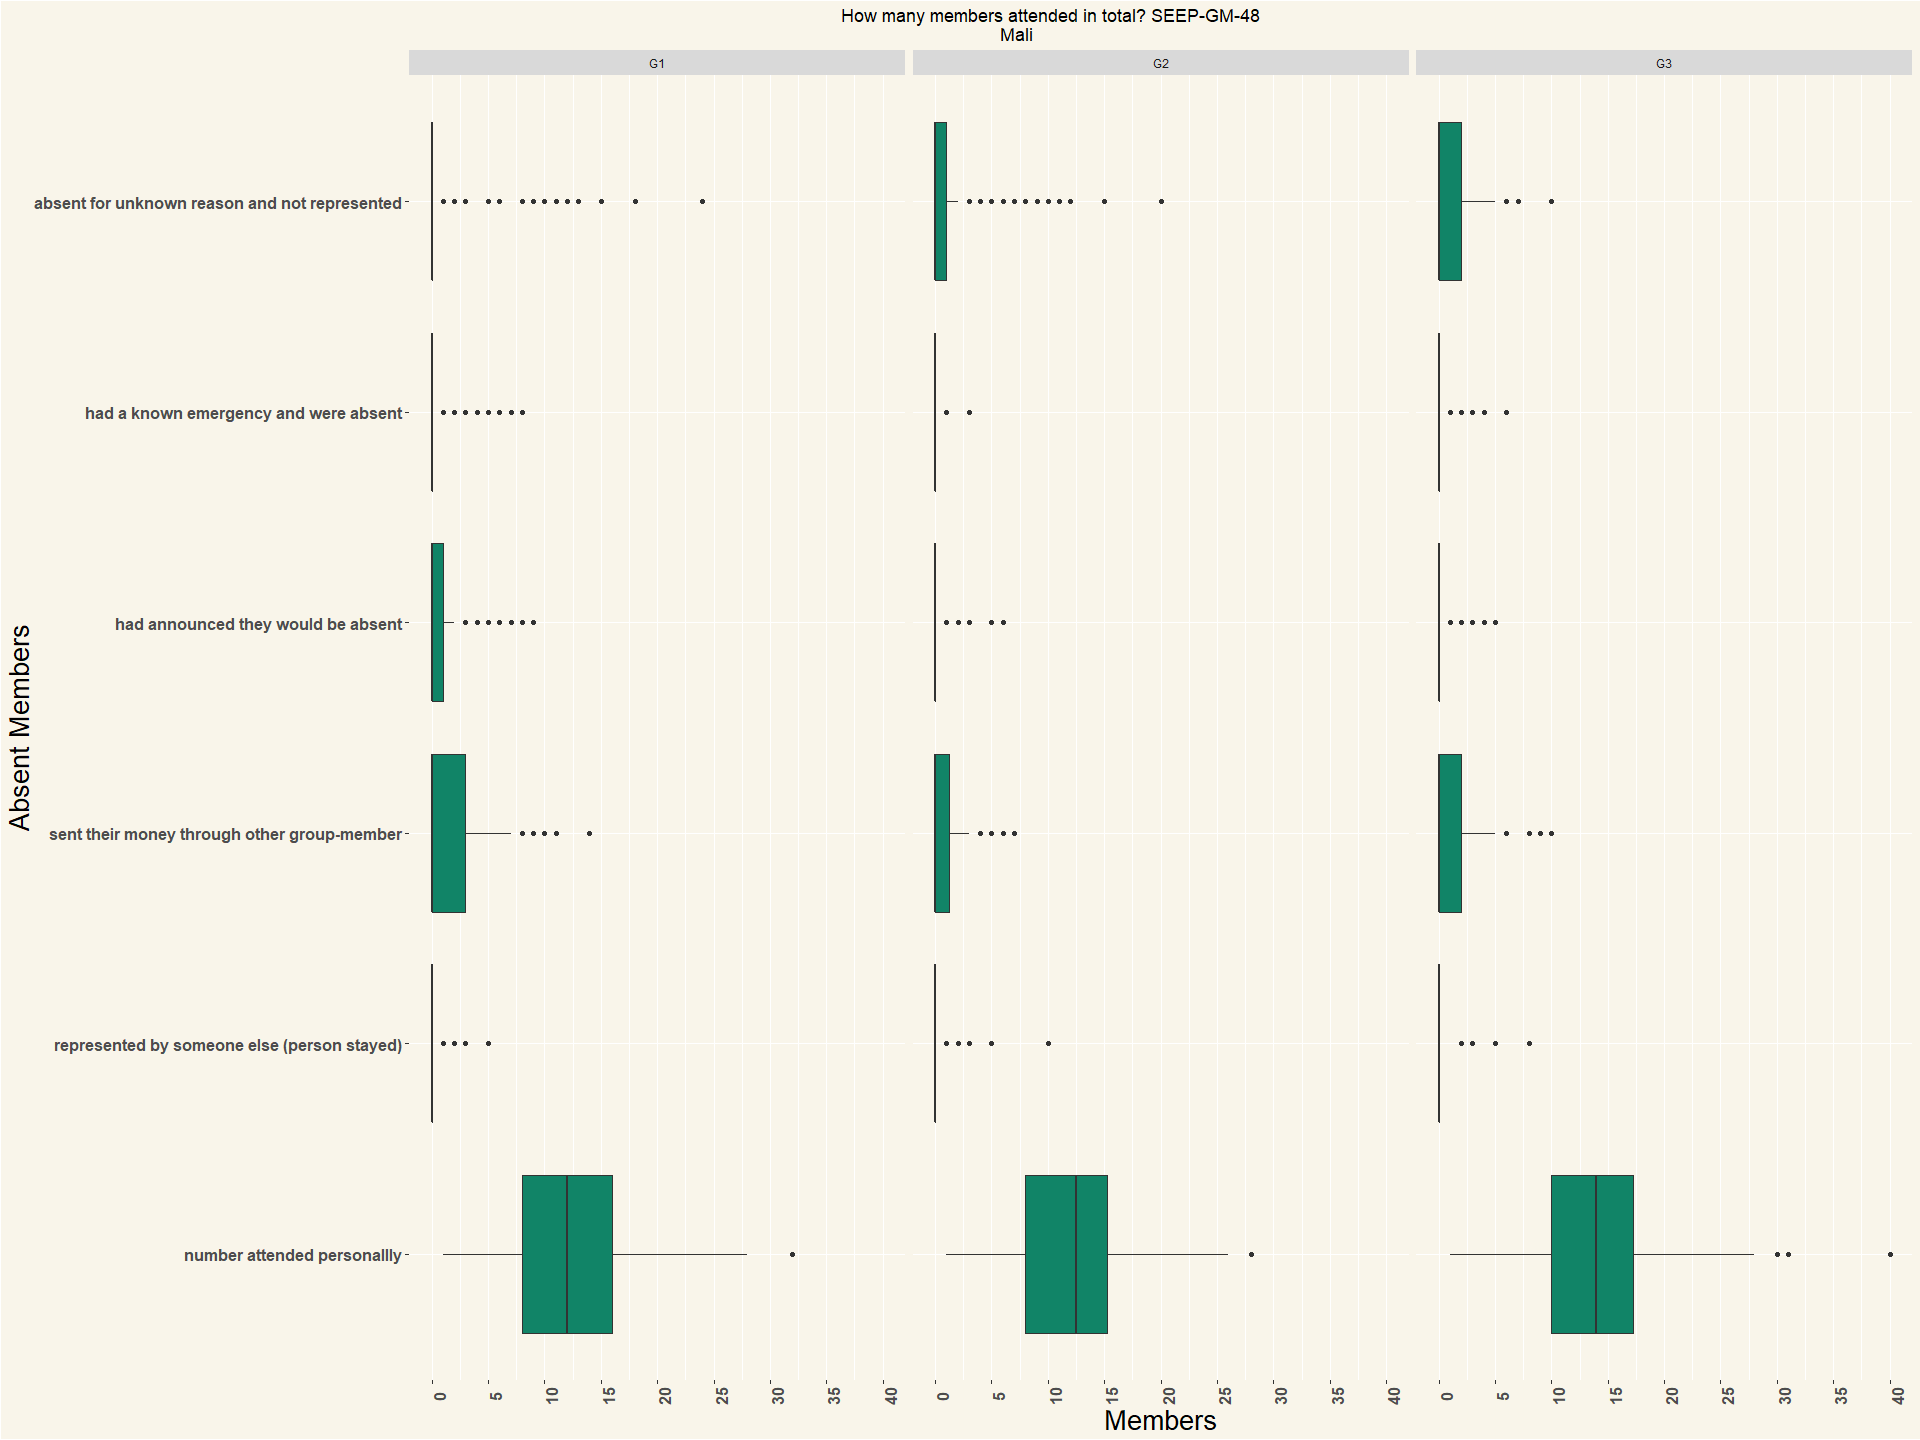 How many members attended in total? SEEP-GM-48
Mali
G1
G2
G3
absent for unknown reason and not represented
had a known emergency and were absent
had announced they would be absent
sent their money through other group-member
represented by someone else (person stayed)
number attended personallly
Absent Members
0 5 10 15 20 25 30 35 40
0 5 10 15 20 25 30 35 40
0 5 10 15 20 25 30 35 40
Members